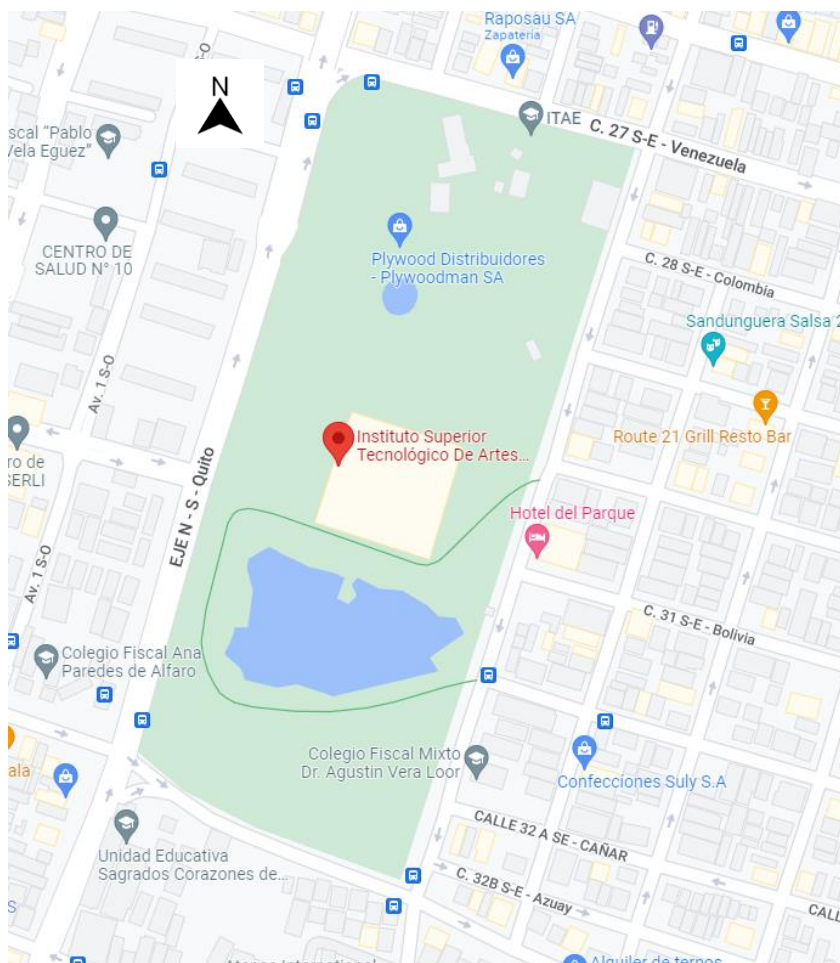 Raposau SA
Zapatería
N
ITAE
C. 27 S-E - Venezuela
scal "Pablo
Vela Eguez"
CENTRO DE
SALUD N° 10
Plywood Distribuidores
- Plywoodman SA
C. 28 S-E - Colombia
Sandunguera Salsa 2
Av. 1 S-O
Route 21 Grill Resto Bar
Instituto Superior
Tecnológico De Artes...
ro de
SERLI
EJE N - S - Quito
Hotel del Parque
Av. 1 S-O
C. 31 S-E - Bolivia
Colegio Fiscal Ana
Paredes de Alfaro
Colegio Fiscal Mixto
Dr. Agustin Vera Loor
ala
Confecciones Suly S.A
CALLE 32 A SE - CAÑAR
Unidad Educativa
Sagrados Corazones de...
C. 32B S-E - Azuay
CALL
S
Alquiler de ternos